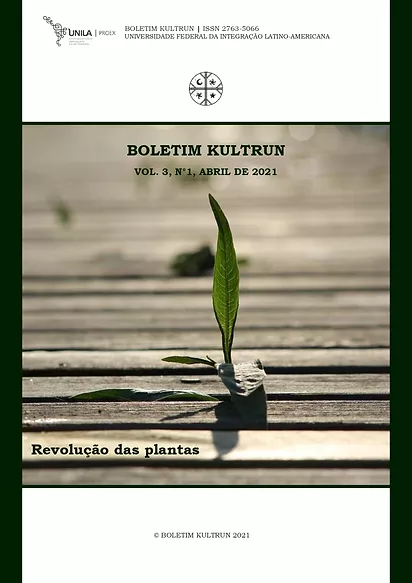 UNILA | PROEX
BOLETIM KULTRUN | ISSN 2763-5066
UNIVERSIDADE FEDERAL DA INTEGRAÇÃO LATINO-AMERICANA
BOLETIM KULTRUN
VOL. 3, N°1, ABRIL DE 2021
Revolução das plantas
© BOLETIM KULTRUN 2021